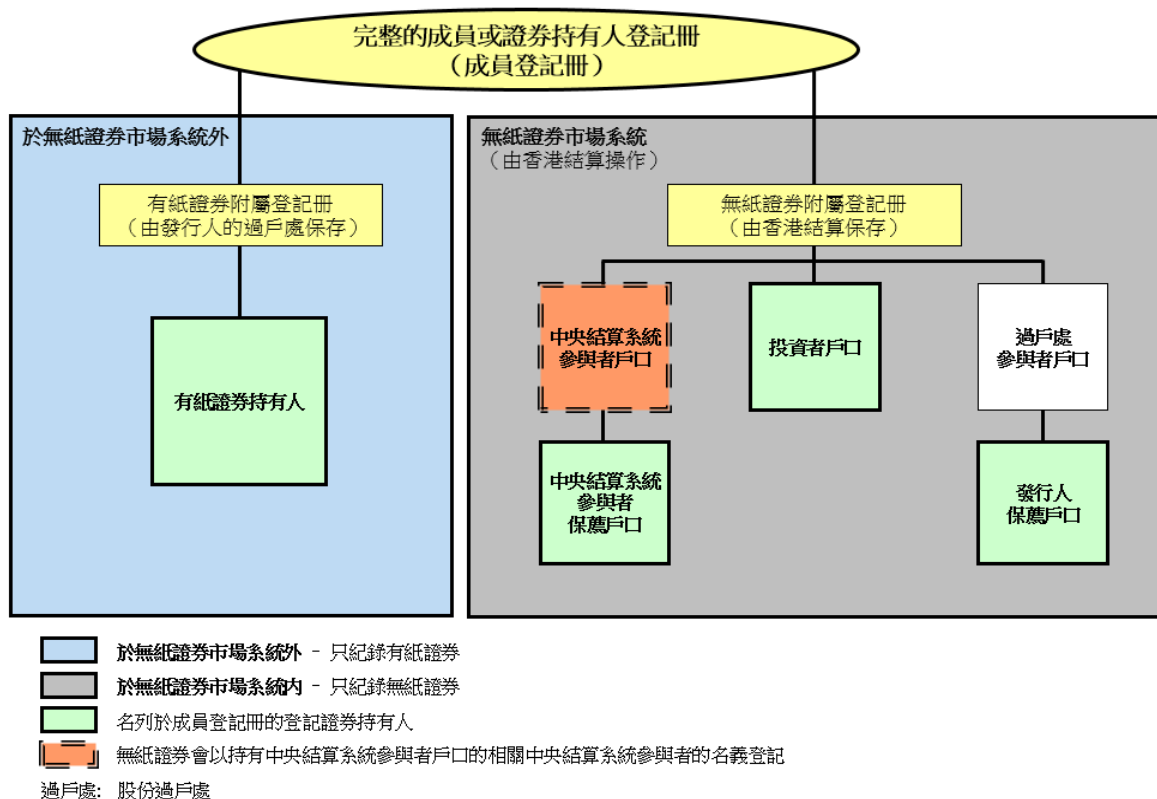 完整的成員或證券持有人登記冊
（成員登記冊）
於無紙證券市場系統外
有紙證券附屬登記冊
（由發行人的過戶處保存）
有紙證券持有人
無紙證券市場系統
（由香港結算操作）
無紙證券附屬登記冊
（由香港結算保存）
中央結算系統
參與者戶口
投資者戶口
過戶處
參與者戶口
中央結算系統
參與者
保薦戶口
發行人
保薦戶口
於無紙證券市場系統外 - 只紀錄有紙證券
於無紙證券市場系統內 - 只紀錄無紙證券
名列於成員登記冊的登記證券持有人
無紙證券會以持有中央結算系統參與者戶口的相關中央結算系統參與者的名義登記
過戶處: 股份過戶處